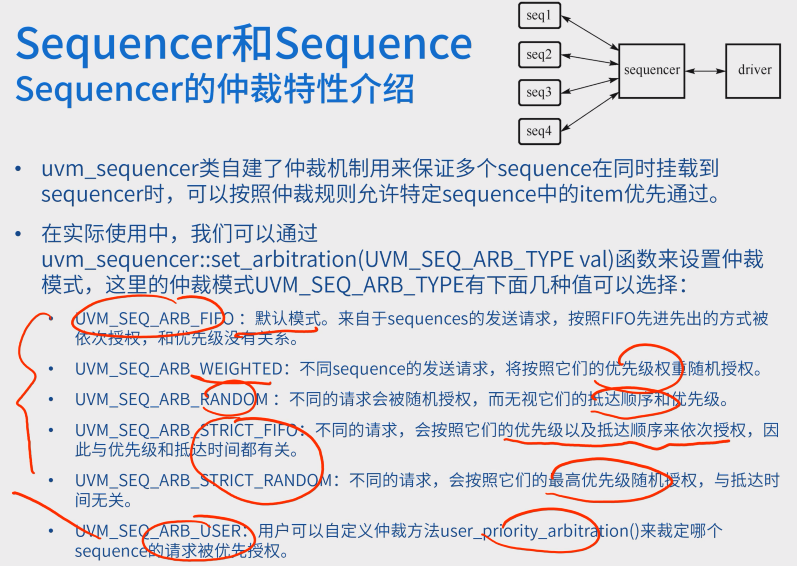 Sequencer和Sequence
Sequencer的仲裁特性介绍
seq1
seq2
seq3
seq4
sequencer
driver
• uvm_sequencer类自建了仲裁机制用来保证多个sequence在同时挂载到
sequencer时，可以按照仲裁规则允许特定sequence中的item优先通过。
• 在实际使用中，我们可以通过
uvm_sequencer::set_arbitration(UVM_SEQ_ARB_TYPE val)函数来设置仲裁
模式，这里的仲裁模式UVM_SEQ_ARB_TYPE有下面几种值可以选择：
• UVM_SEQ_ARB_FIFO：默认模式。来自于sequences的发送请求，按照FIFO先进先出的方式被
依次授权，和优先级没有关系。
• UVM_SEQ_ARB_WEIGHTED：不同sequence的发送请求，将按照它们的优先级权重随机授权。
• UVM_SEQ_ARB_RANDOM：不同的请求会被随机授权，而无视它们的抵达顺序和优先级。
• UVM_SEQ_ARB_STRICT_FIFO：不同的请求，会按照它们的优先级以及抵达顺序来依次授权，因
此与优先级和抵达时间都有关。
• UVM_SEQ_ARB_STRICT_RANDOM：不同的请求，会按照它们的最高优先级随机授权，与抵达时
间无关。
• UVM_SEQ_ARB_USER：用户可以自定义仲裁方法user_priority_arbitration()来裁定哪个
sequence的请求被优先授权。